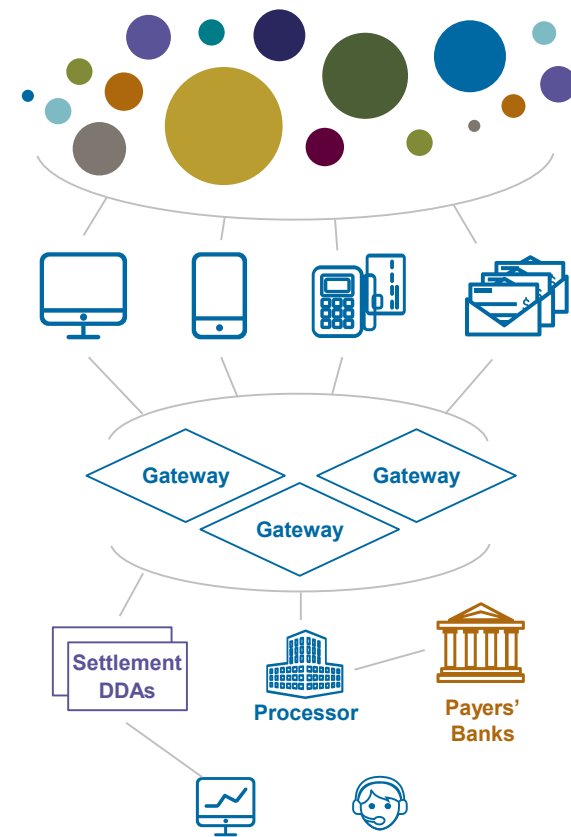 Gateway
Gateway
Gateway
Settlement
DDAs
Processor
Payers’
Banks